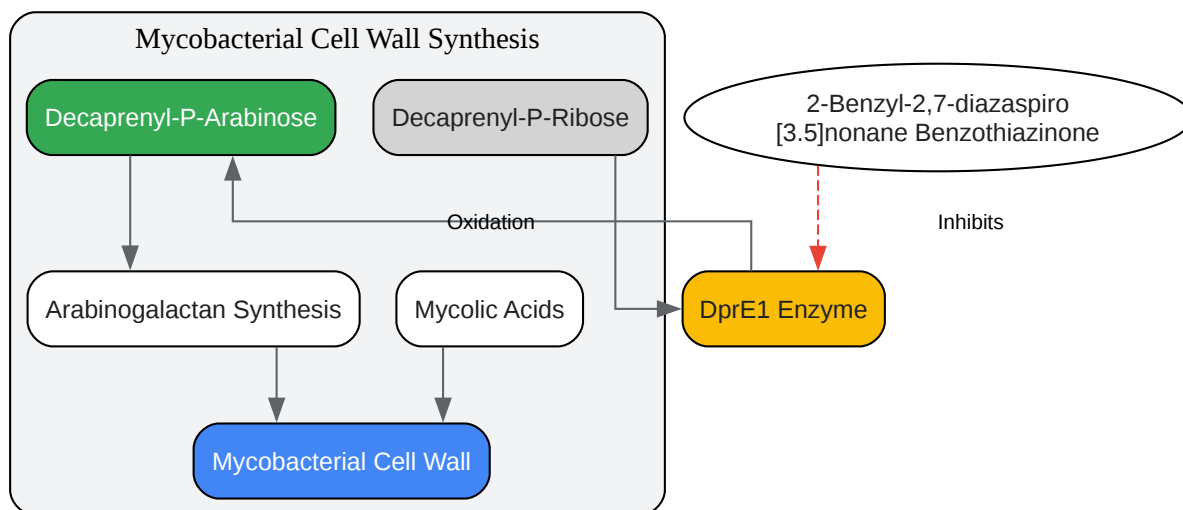 Mycobacterial Cell Wall Synthesis
Decaprenyl-P-Arabinose
Decaprenyl-P-Ribose
2-Benzyl-2,7-diazaspiro
[3.5]nonane Benzothiazinone
Oxidation
Inhibits
Arabinogalactan Synthesis
Mycolic Acids
DprE1 Enzyme
Mycobacterial Cell Wall